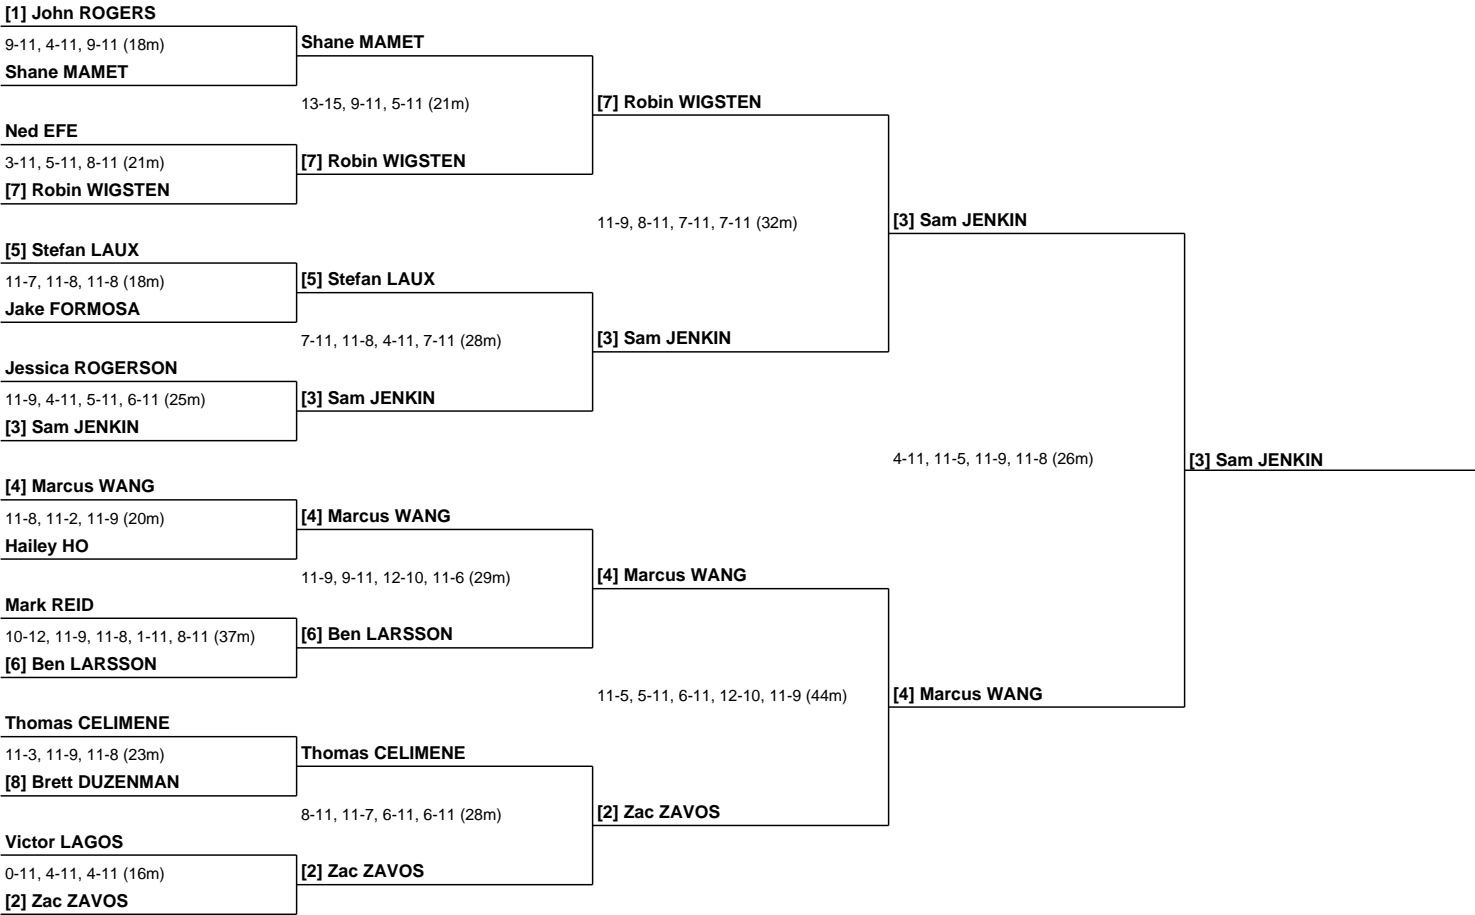 [1] John ROGERS
9-11, 4-11, 9-11 (18m)
Shane MAMET
Ned EFE
3-11, 5-11, 8-11 (21m)
[7] Robin WIGSTEN
[5] Stefan LAUX
11-7, 11-8, 11-8 (18m)
Jake FORMOSA
Jessica ROGERSON
11-9, 4-11, 5-11, 6-11 (25m)
[3] Sam JENKIN
[4] Marcus WANG
11-8, 11-2, 11-9 (20m)
Hailey HO
Mark REID
10-12, 11-9, 11-8, 1-11, 8-11 (37m)
[6] Ben LARSSON
Thomas CELIMENE
11-3, 11-9, 11-8 (23m)
[8] Brett DUZENMAN
Victor LAGOS
0-11, 4-11, 4-11 (16m)
[2] Zac ZAVOS
Shane MAMET
13-15, 9-11, 5-11 (21m)
[7] Robin WIGSTEN
[5] Stefan LAUX
7-11, 11-8, 4-11, 7-11 (28m)
[3] Sam JENKIN
[4] Marcus WANG
11-9, 9-11, 12-10, 11-6 (29m)
[6] Ben LARSSON
Thomas CELIMENE
8-11, 11-7, 6-11, 6-11 (28m)
[2] Zac ZAVOS
[7] Robin WIGSTEN
11-9, 8-11, 7-11, 7-11 (32m)
[3] Sam JENKIN
[4] Marcus WANG
11-5, 5-11, 6-11, 12-10, 11-9 (44m)
[2] Zac ZAVOS
[3] Sam JENKIN
4-11, 11-5, 11-9, 11-8 (26m)
[4] Marcus WANG
[3] Sam JENKIN